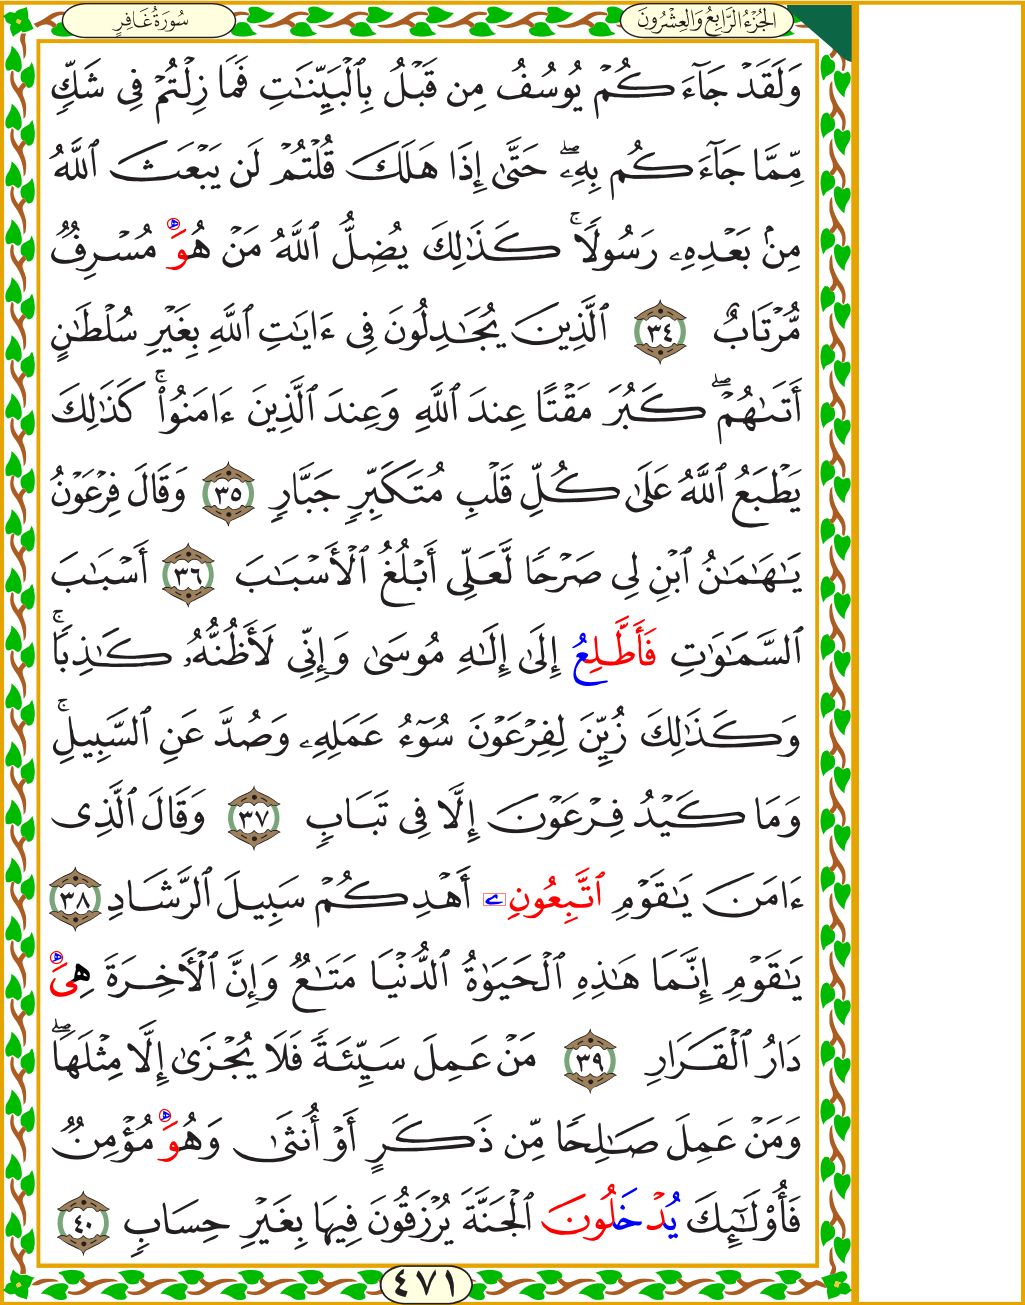 الجُزْءُ الرَّابِعُ وَالعِشْرُونَ
سُورَةُ غَافِرٍ
وَلَقَدْ جَآءَكُمْ يُوسُفُ مِن قَبْلُ بِٱلْبَيِّنَٰتِ فَمَا زِلْتُمْ فِى شَكٍّ
مِّمَّا جَآءَكُم بِهِۦۖ حَتَّىٰٓ إِذَا هَلَكَ قُلْتُمْ لَن يَبْعَثَ ٱللَّهُ
مِنۢ بَعْدِهِۦ رَسُولًاۚ كَذَٰلِكَ يُضِلُّ ٱللَّهُ مَنْ هُوَ مُسْرِفٌ
مُّرْتَابٌ ٣٤ ٱلَّذِينَ يُجَٰدِلُونَ فِىٓ ءَايَٰتِ ٱللَّهِ بِغَيْرِ سُلْطَٰنٍ
أَتَىٰهُمْۖ كَبُرَ مَقْتًا عِندَ ٱللَّهِ وَعِندَ ٱلَّذِينَ ءَامَنُوا۟ۚ كَذَٰلِكَ
يَطْبَعُ ٱللَّهُ عَلَىٰ كُلِّ قَلْبِ مُتَكَبِّرٍ جَبَّارٍ ٣٥ وَقَالَ فِرْعَوْنُ
يَٰهَٰمَٰنُ ٱبْنِ لِى صَرْحًا لَّعَلِّىٓ أَبْلُغُ ٱلْأَسْبَٰبَ ٣٦ أَسْبَٰبَ
ٱلسَّمَٰوَٰتِ فَأَطَّلِعُ إِلَىٰٓ إِلَٰهِ مُوسَىٰ وَإِنِّى لَأَظُنُّهُۥ كَٰذِبًاۚ
وَكَذَٰلِكَ زُيِّنَ لِفِرْعَوْنَ سُوٓءُ عَمَلِهِۦ وَصُدَّ عَنِ ٱلسَّبِيلِۚ
وَمَا كَيْدُ فِرْعَوْنَ إِلَّا فِى تَبَابٍ ٣٧ وَقَالَ ٱلَّذِىٓ
ءَامَنَ يَٰقَوْمِ ٱتَّبِعُونِۦ أَهْدِكُمْ سَبِيلَ ٱلرَّشَادِ ٣٨
يَٰقَوْمِ إِنَّمَا هَٰذِهِ ٱلْحَيَوٰةُ ٱلدُّنْيَا مَتَٰعٌ وَإِنَّ ٱلْأَخِرَةَ هِىَ
دَارُ ٱلْقَرَارِ ٣٩ مَنْ عَمِلَ سَيِّئَةً فَلَا يُجْزَىٰٓ إِلَّا مِثْلَهَاۖ
وَمَنْ عَمِلَ صَٰلِحًا مِّن ذَكَرٍ أَوْ أُنثَىٰ وَهُوَ مُؤْمِنٌ
فَأُو۟لَٰٓئِكَ يُدْخَلُونَ ٱلْجَنَّةَ يُرْزَقُونَ فِيهَا بِغَيْرِ حِسَابٍ ٤٠
٤٧١